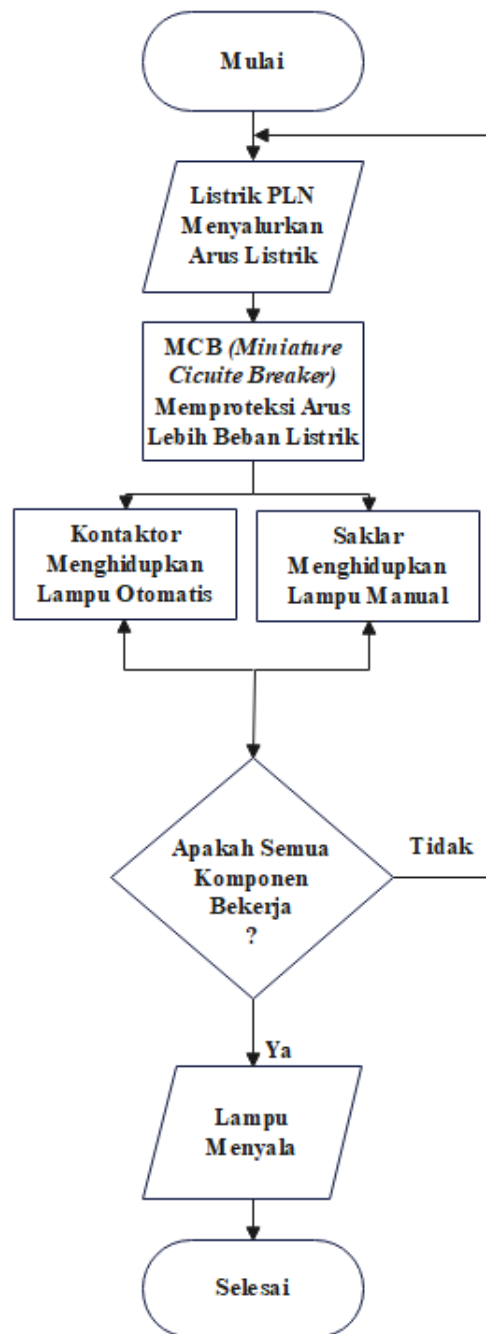 Mulai
Listrik PLN
Menyalurkan
Arus Listrik
MCB (Miniature
Cicuite Breaker)
Memproteksi Arus
Lebih Beban Listrik
Kontaktor
Menghidupkan
Lampu Otomatis
Saklar
Menghidupkan
Lampu Manual
Apakah Semua
Komponen
Bekerja
?
Tidak
Ya
Lampu
Menyala
Selesai